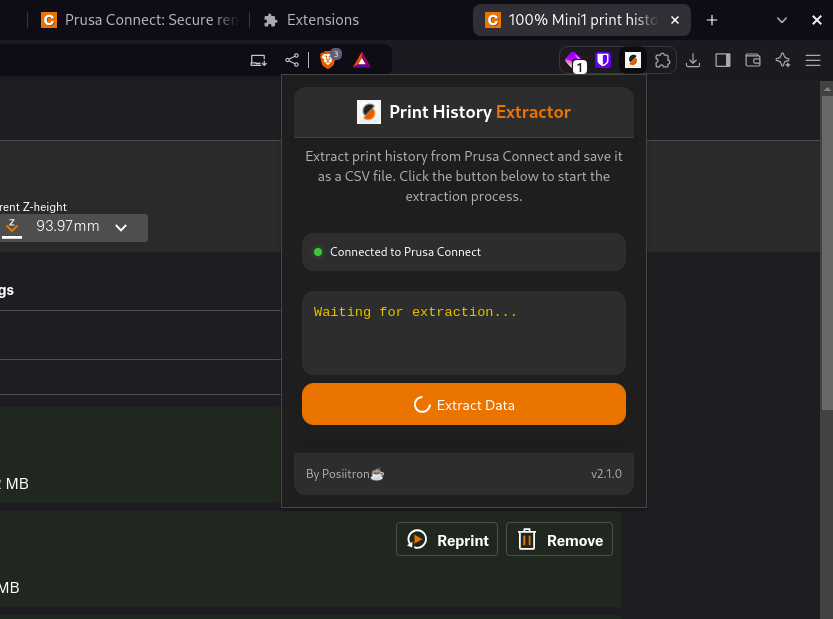 Prusa Connect: Secure ren
Extensions
100% Mini1 print histo
3
1
Print History Extractor
Extract print history from Prusa Connect and save it
as a CSV file. Click the button below to start the
extraction process.
rent Z-height
Z
93.97mm
Connected to Prusa Connect
gs
Waiting for extraction...
Extract Data
By Posiitron☕
v2.1.0
MB
Reprint
Remove
MB